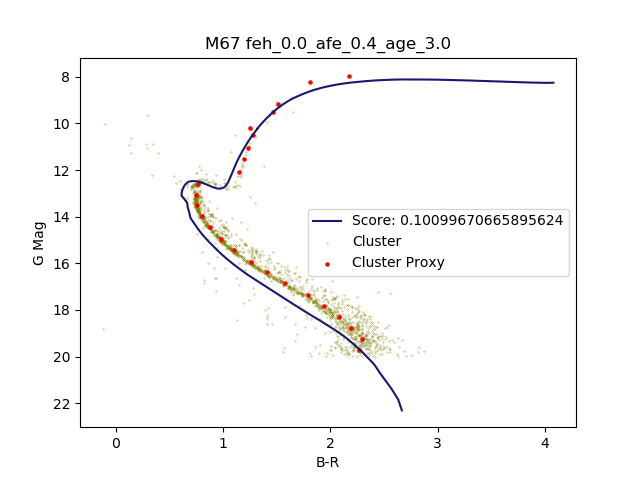 M67 feh_0.0_afe_0.4_age_3.0
8
10
12
14
16
18
20
22
G Mag
Score: 0.10099670665895624
Cluster
Cluster Proxy
0
1
2
3
4
B-R